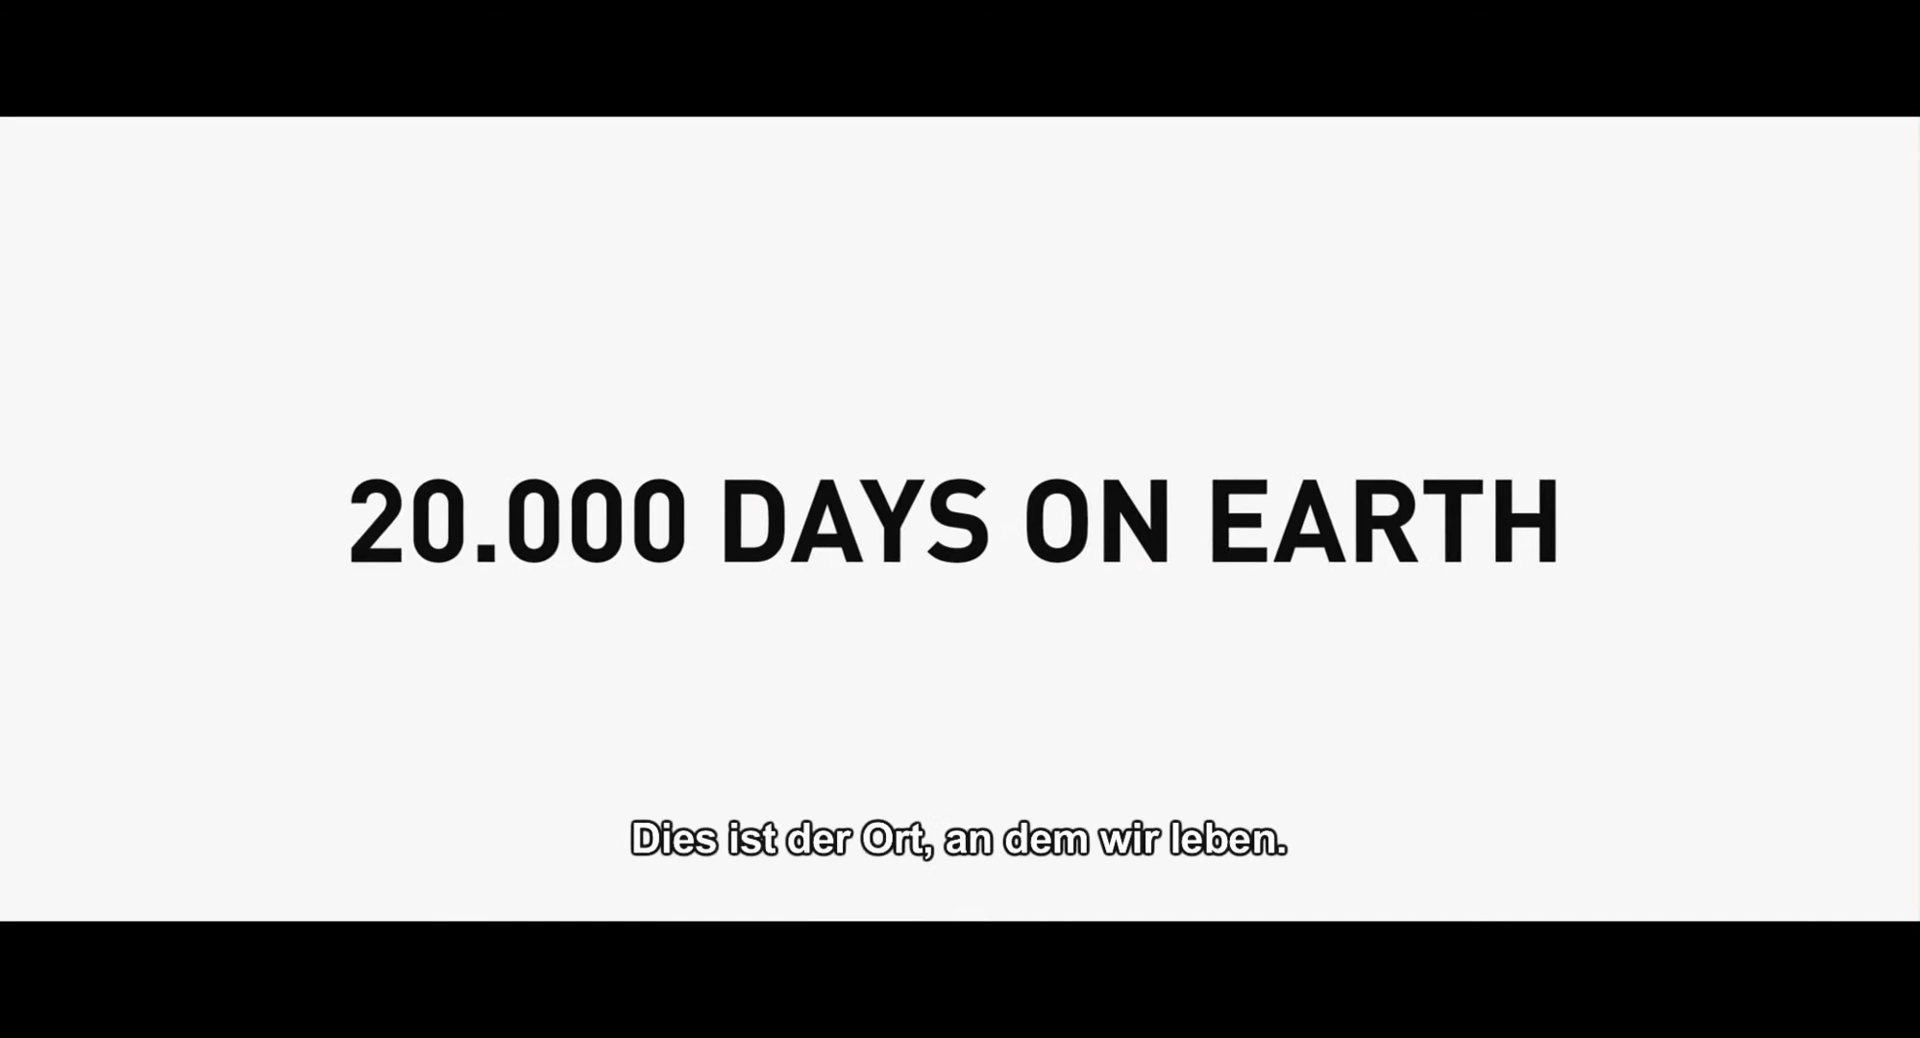 20.000 DAYS ON EARTH
Dies ist der Ort, an dem wir leben.